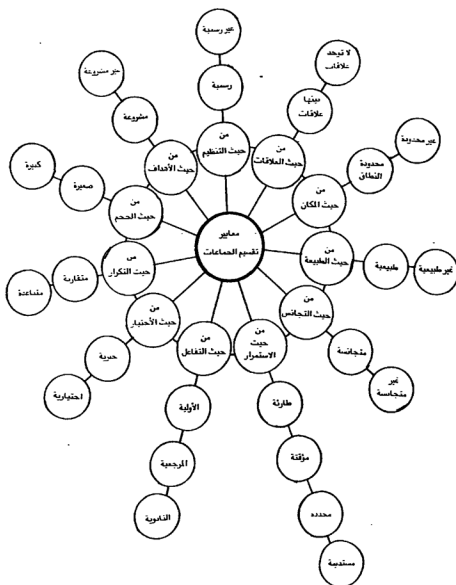 معايير
تقسيم الجماعات
من
حيث التنظيم
رسمية
غير رسمية
من
حيث العلاقات
بينها
علاقات
لا توجد
علاقات
من
حيث المكان
محدودة
النطاق
غير محدودة
من
حيث الطبيعة
طبيعية
غير طبيعية
من
حيث التجانس
متجانسة
غير
متجانسة
من
حيث
الاستمرار
طارئة
مؤقتة
محدده
مستديمة
من
حيث التفاعل
الأولية
المرجعية
الثانوية
من
حيث الأختيار
اختيارية
من
حيث التكرار
متقاربة
متباعدة
من
حيث الحجم
صغيرة
كبيرة
من
حيث الأهداف
مشروعة
غير مشروعة